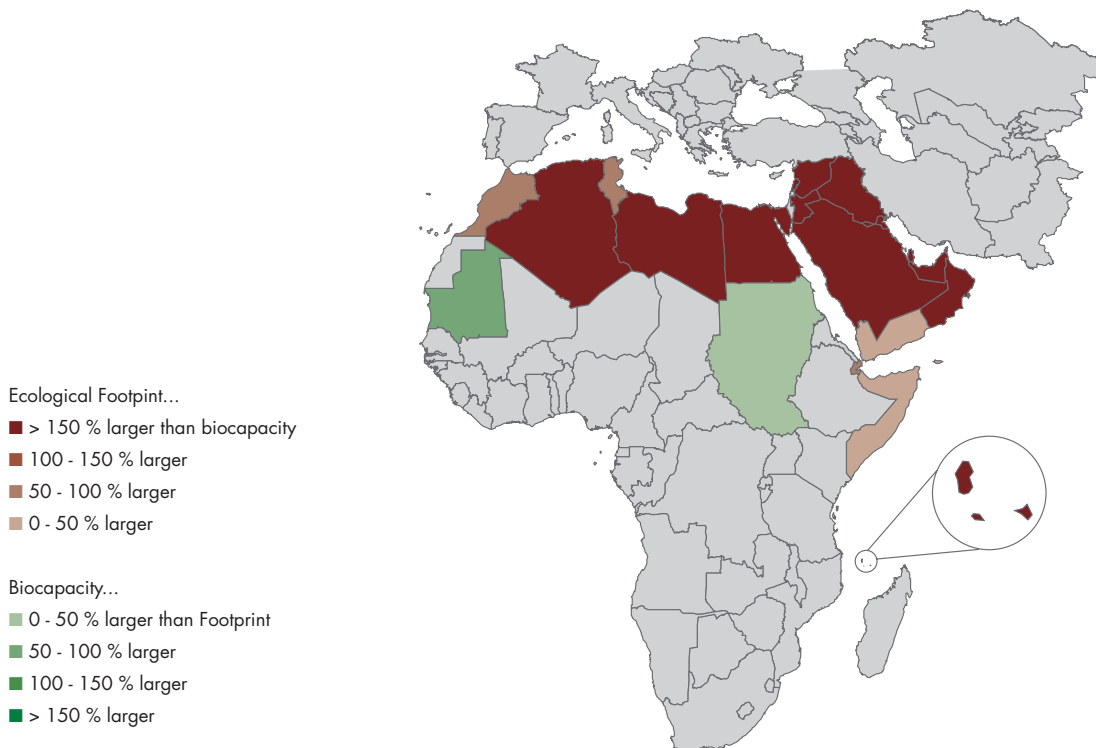 Ecological Footpint...
> 150 % larger than biocapacity
100 - 150 % larger
50 - 100 % larger
0 - 50 % larger
Biocapacity...
0 - 50 % larger than Footprint
50 - 100 % larger
100 - 150 % larger
> 150 % larger